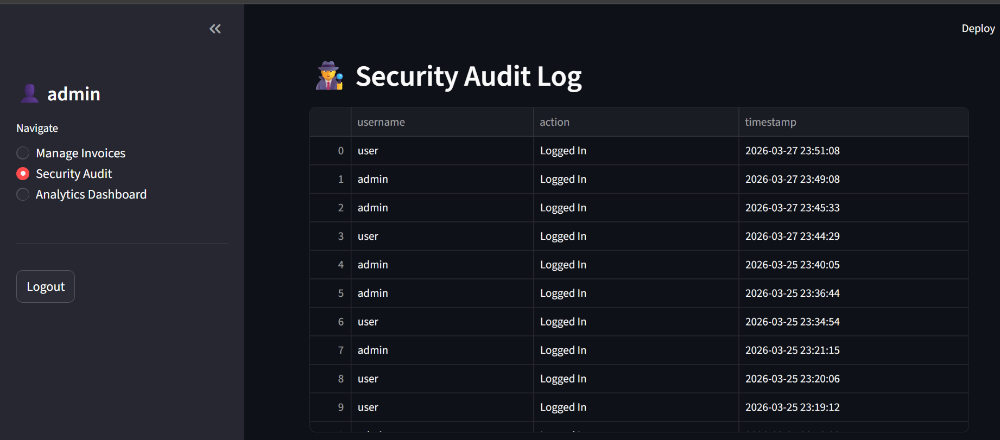 Deploy
admin
Navigate
Manage Invoices
Security Audit
Analytics Dashboard
Logout
Security Audit Log
username action timestamp
0 user Logged In 2026-03-27 23:51:08
1 admin Logged In 2026-03-27 23:49:08
2 admin Logged In 2026-03-27 23:45:33
3 user Logged In 2026-03-27 23:44:29
4 admin Logged In 2026-03-25 23:40:05
5 admin Logged In 2026-03-25 23:36:44
6 user Logged In 2026-03-25 23:34:54
7 admin Logged In 2026-03-25 23:21:15
8 user Logged In 2026-03-25 23:20:06
9 user Logged In 2026-03-25 23:19:12